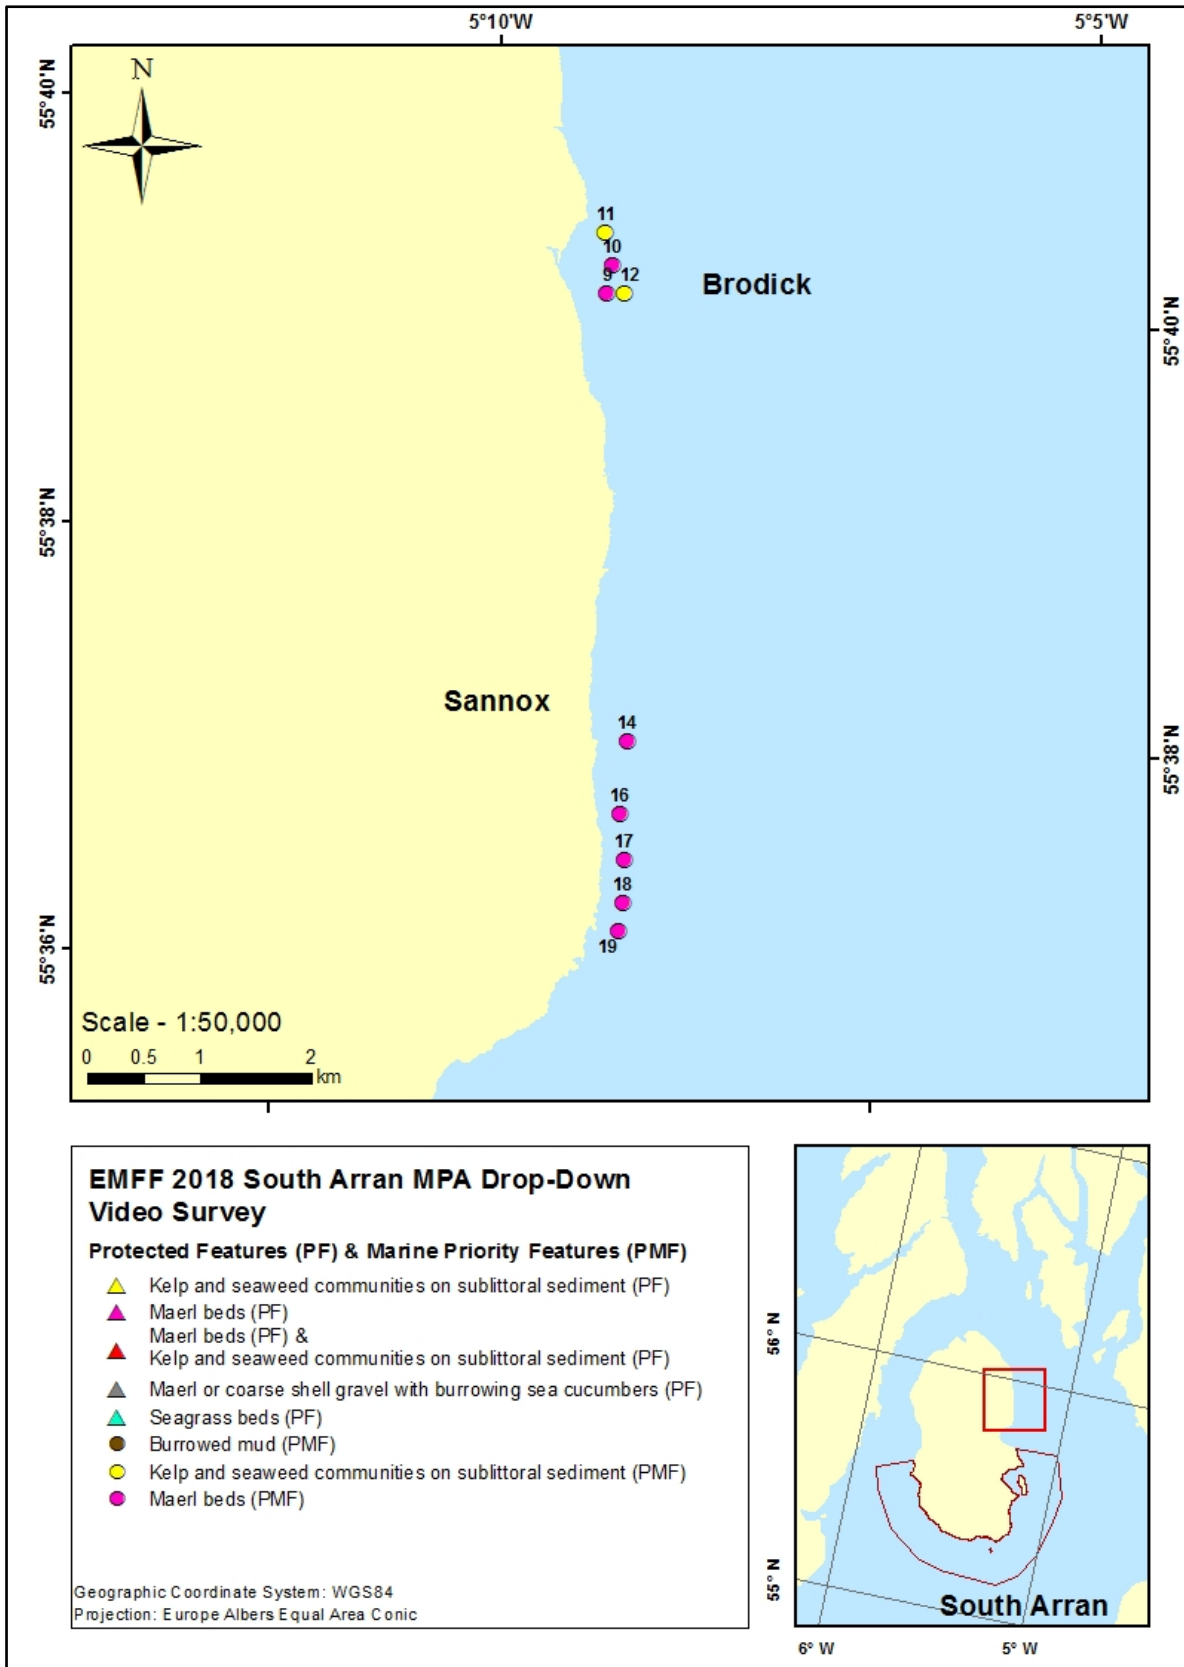 5°10'W
5°5'W
55°40'N
N
11
10
9
12
Brodick
55°40'N
55°38'N
Sannox
14
55°38'N
16
17
18
19
55°36'N
Scale - 1:50,000
0 0.5 1 2
km
EMFF 2018 South Arran MPA Drop-Down
Video Survey
Protected Features (PF) & Marine Priority Features (PMF)
Kelp and seaweed communities on sublittoral sediment (PF)
Maerl beds (PF)
Maerl beds (PF) &
Kelp and seaweed communities on sublittoral sediment (PF)
Maerl or coarse shell gravel with burrowing sea cucumbers (PF)
Seagrass beds (PF)
Burrowed mud (PMF)
Kelp and seaweed communities on sublittoral sediment (PMF)
Maerl beds (PMF)
Geographic Coordinate System: WGS84
Projection: Europe Albers Equal Area Conic
56° N
55° N
South Arran
6° W
5° W